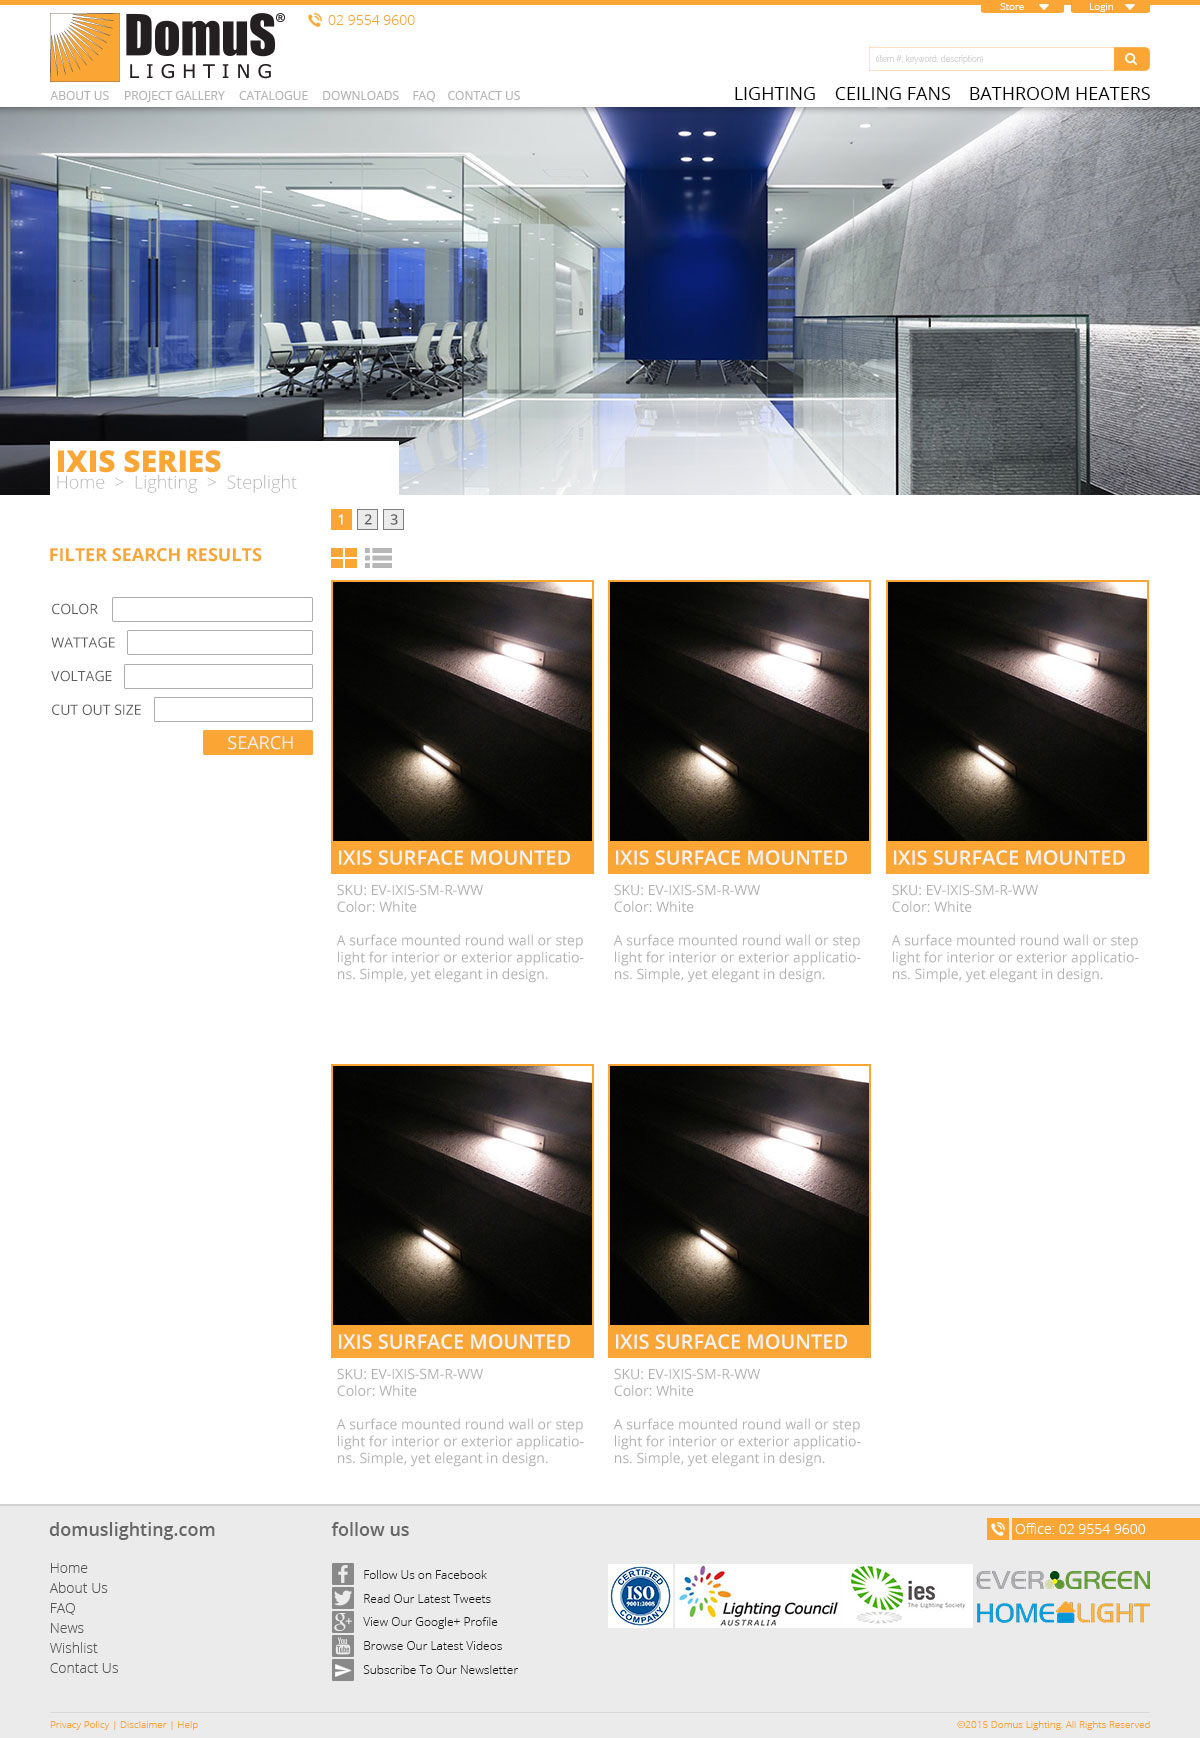 Store
Login
DOMUS®
LIGHTING
02 9554 9600
(item #, keyword, description)
ABOUT US PROJECT GALLERY CATALOGUE DOWNLOADS FAQ CONTACT US
LIGHTING CEILING FANS BATHROOM HEATERS
IXIS SERIES
Home > Lighting > Steplight
1 2 3
FILTER SEARCH RESULTS
COLOR
WATTAGE
VOLTAGE
CUT OUT SIZE
SEARCH
IXIS SURFACE MOUNTED
SKU: EV-IXIS-SM-R-WW
Color: White
A surface mounted round wall or step
light for interior or exterior applicatio-
ns. Simple, yet elegant in design.
IXIS SURFACE MOUNTED
SKU: EV-IXIS-SM-R-WW
Color: White
A surface mounted round wall or step
light for interior or exterior applicatio-
ns. Simple, yet elegant in design.
IXIS SURFACE MOUNTED
SKU: EV-IXIS-SM-R-WW
Color: White
A surface mounted round wall or step
light for interior or exterior applicatio-
ns. Simple, yet elegant in design.
IXIS SURFACE MOUNTED
SKU: EV-IXIS-SM-R-WW
Color: White
A surface mounted round wall or step
light for interior or exterior applicatio-
ns. Simple, yet elegant in design.
IXIS SURFACE MOUNTED
SKU: EV-IXIS-SM-R-WW
Color: White
A surface mounted round wall or step
light for interior or exterior applicatio-
ns. Simple, yet elegant in design.
domuslighting.com
Home
About Us
FAQ
News
Wishlist
Contact Us
follow us
Follow Us on Facebook
Read Our Latest Tweets
View Our Google+ Profile
You
Tube
Browse Our Latest Videos
Subscribe To Our Newsletter
Office: 02 9554 9600
CERTIFIED
ISO
9001:2008
COMPANY
Lighting Council
AUSTRALIA
ies
The Lighting Society
EVERGREEN
HOMELIGHT
Privacy Policy | Disclaimer | Help
©2015 Domus Lighting. All Rights Reserved